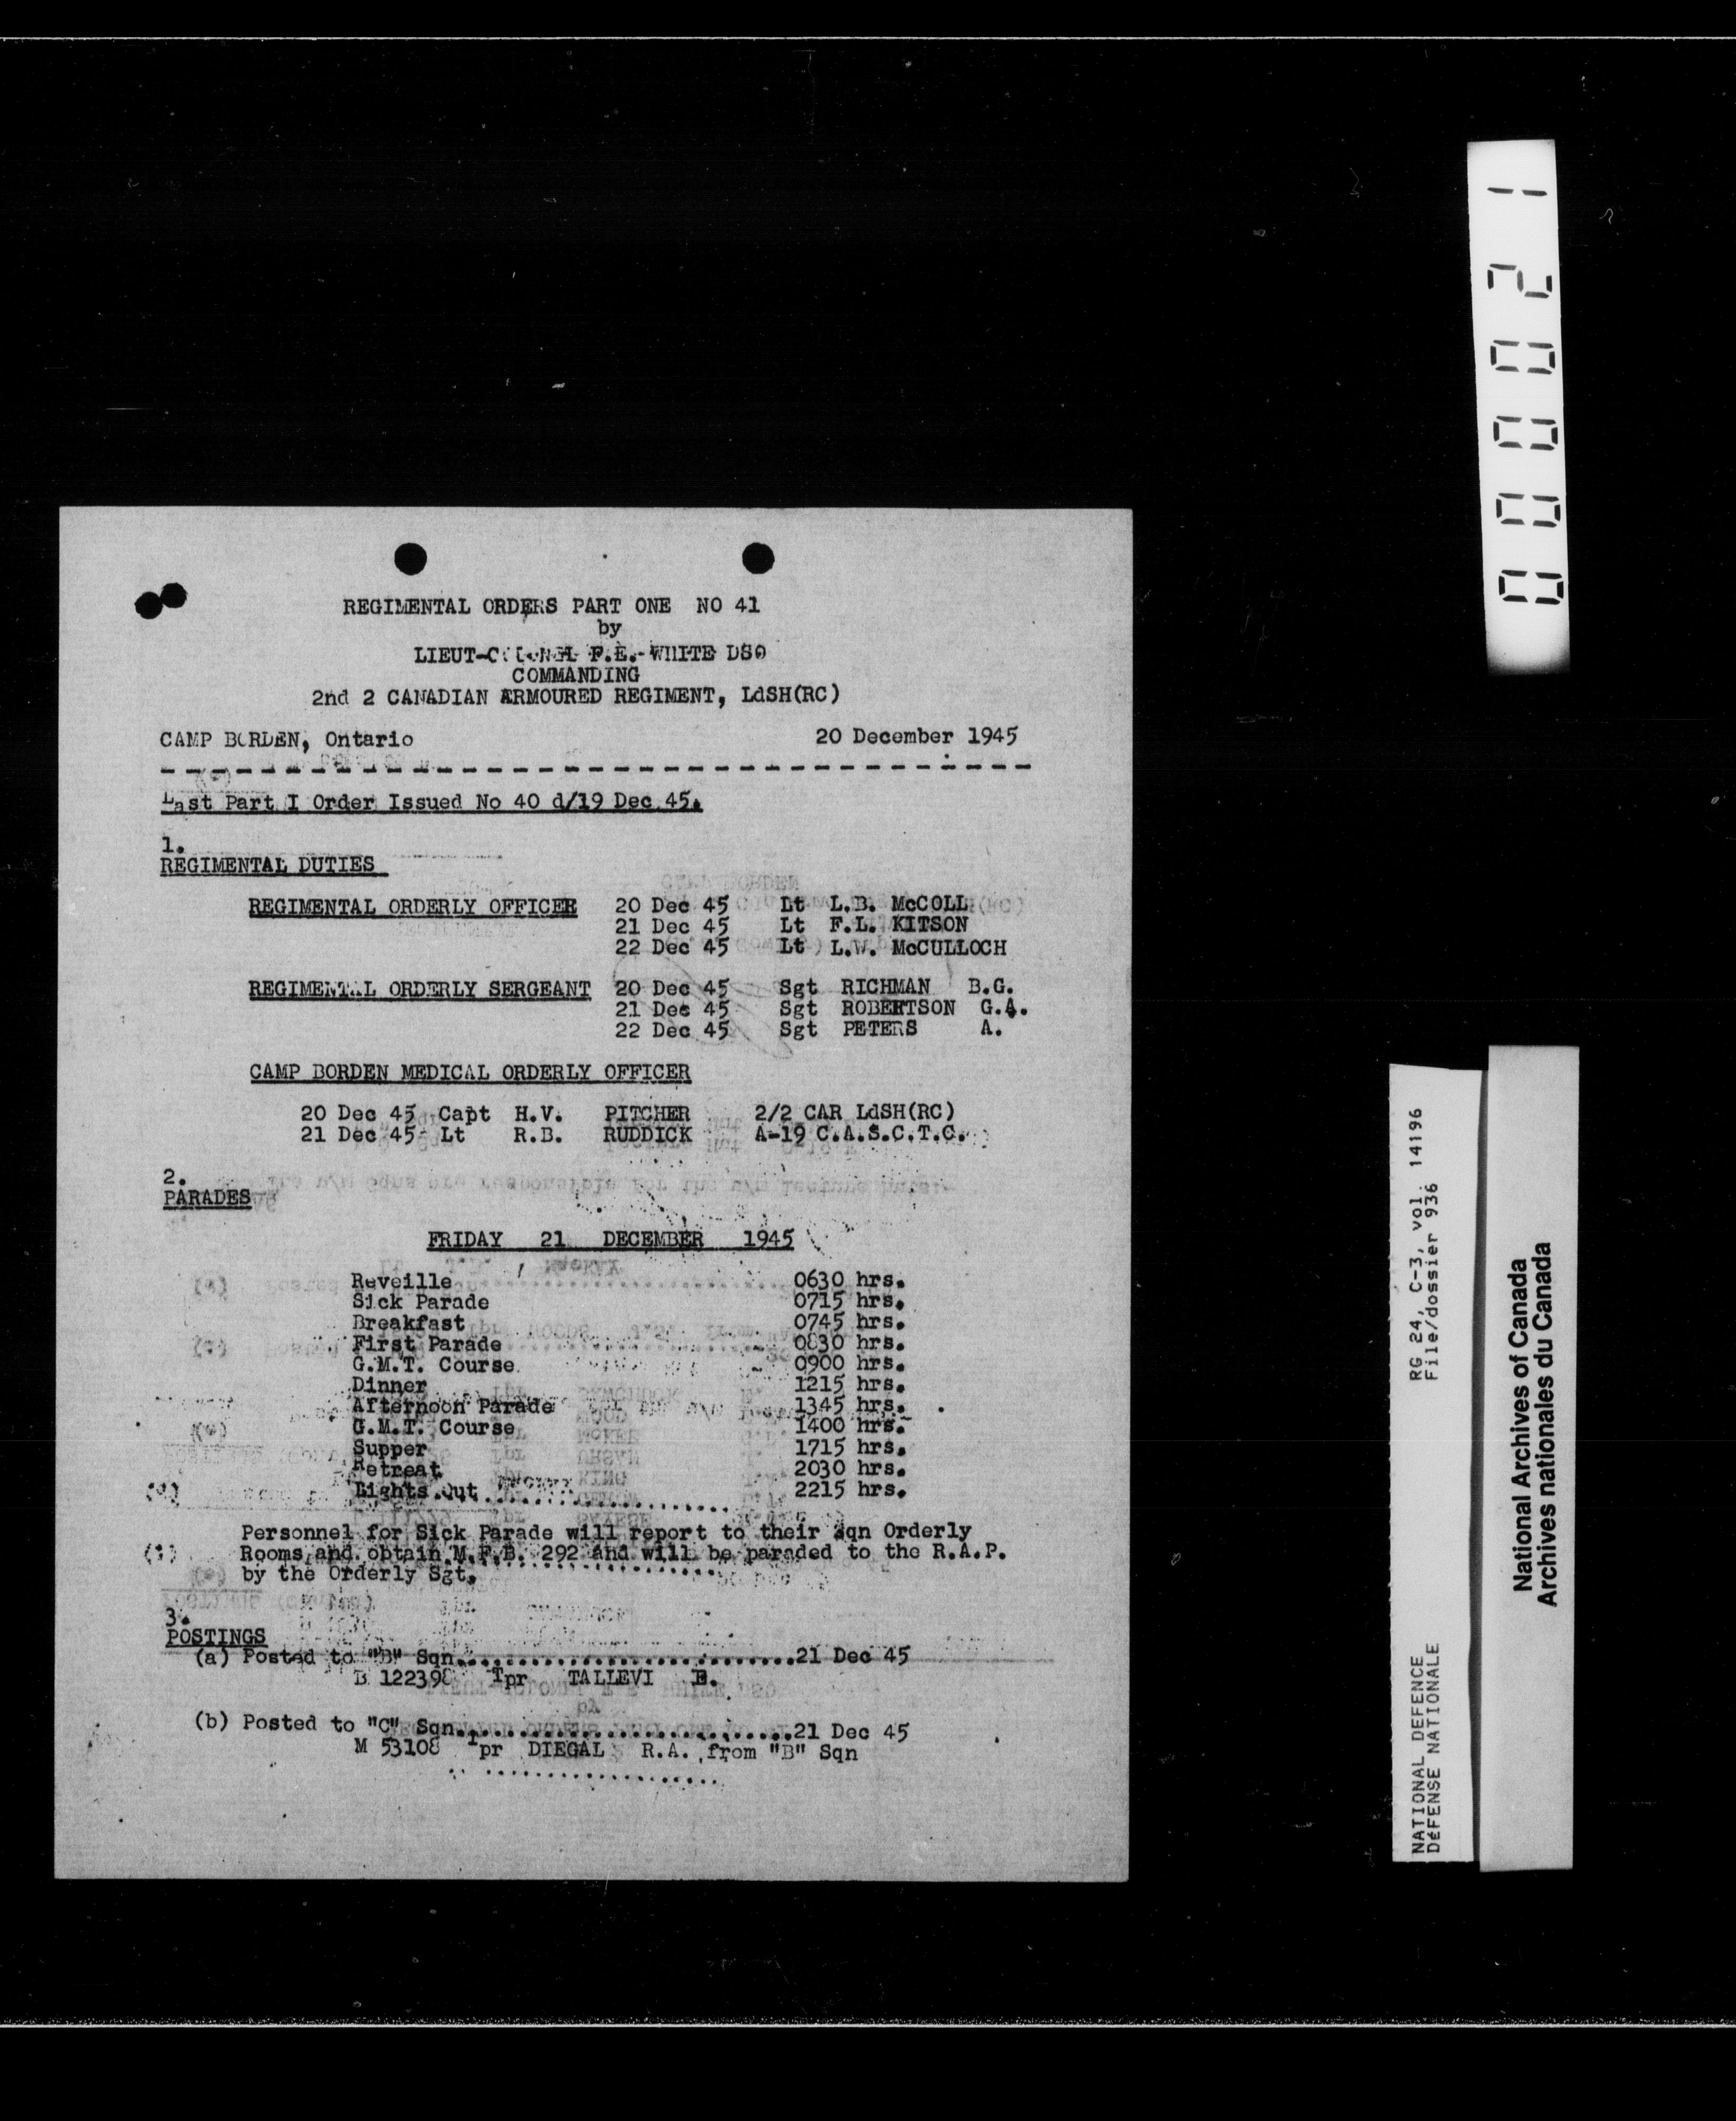 REGIMENTAL ORDERS PART ONE NO 41
by
LIEUT-COLONEL F.E. WHITE DSO
COMMANDING
2nd 2 CANADIAN ARMOURED REGIMENT, LdSH(RC)
CAMP BORDEN, Ontario 20 December 1945
Last Part I Order Issued No 40 d/19 Dec 45.
1.
REGIMENTAL DUTIES
REGIMENTAL ORDERLY OFFICER 20 Dec 45 Lt L.B. McCOLL
21 Dec 45 Lt F.L. KITSON
22 Dec 45 Lt L.W. McCULLOCH
REGIMENTAL ORDERLY SERGEANT 20 Dec 45 Sgt RICHMAN B.G.
21 Dec 45 Sgt ROBERTSON G.A.
22 Dec 45 Sgt PETERS A.
CAMP BORDEN MEDICAL ORDERLY OFFICER
20 Dec 45 Capt H.V. PITCHER 2/2 CAR LdSH(RC)
21 Dec 45 Lt R.B. RUDDICK A-19 C.A.S.C.T.C.
2.
PARADES
FRIDAY 21 DECEMBER 1945
Reveille 0630 hrs.
Sick Parade 0715 hrs.
Breakfast 0745 hrs.
First Parade 0830 hrs.
G.M.T. Course 0900 hrs.
Dinner 1215 hrs.
Afternoon Parade 1345 hrs.
G.M.T. Course 1400 hrs.
Supper 1715 hrs.
Retreat 2030 hrs.
Lights Out 2215 hrs.
Personnel for Sick Parade will report to their Sqn Orderly
Rooms and obtain M.F.B. 292 and will be paraded to the R.A.P.
by the Orderly Sgt.
3.
POSTINGS
(a) Posted to "B" Sqn...........................21 Dec 45
B 122398 Tpr TALLEVI E.
(b) Posted to "C" Sqn...........................21 Dec 45
M 53108 Tpr DIEGAL R.A. from "B" Sqn
000021
RG 24, C-3, vol. 14196
File/dossier 936
NATIONAL DEFENCE
DÉFENSE NATIONALE
National Archives of Canada
Archives nationales du Canada